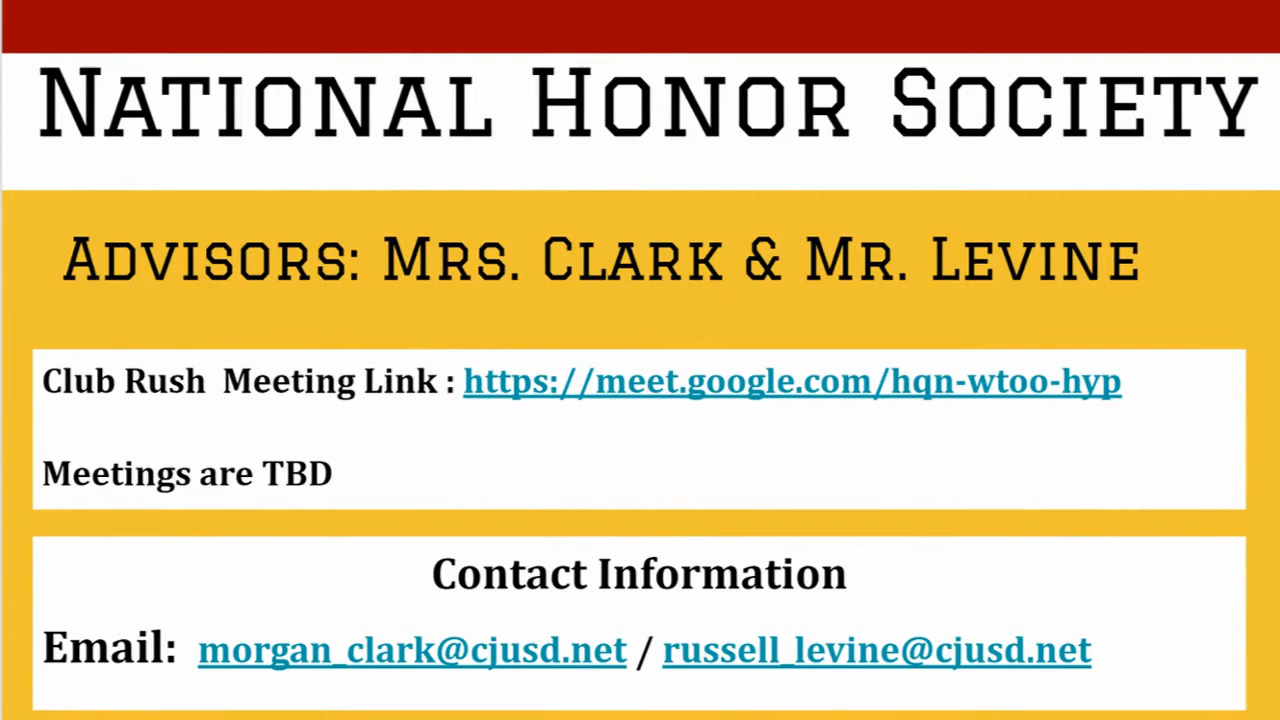 National Honor Society
Advisors: Mrs. Clark & Mr. Levine
Club Rush  Meeting Link : https://meet.google.com/hqn-wtoo-hyp
Meetings are TBD
Contact Information
Email:  morgan_clark@cjusd.net / russell_levine@cjusd.net